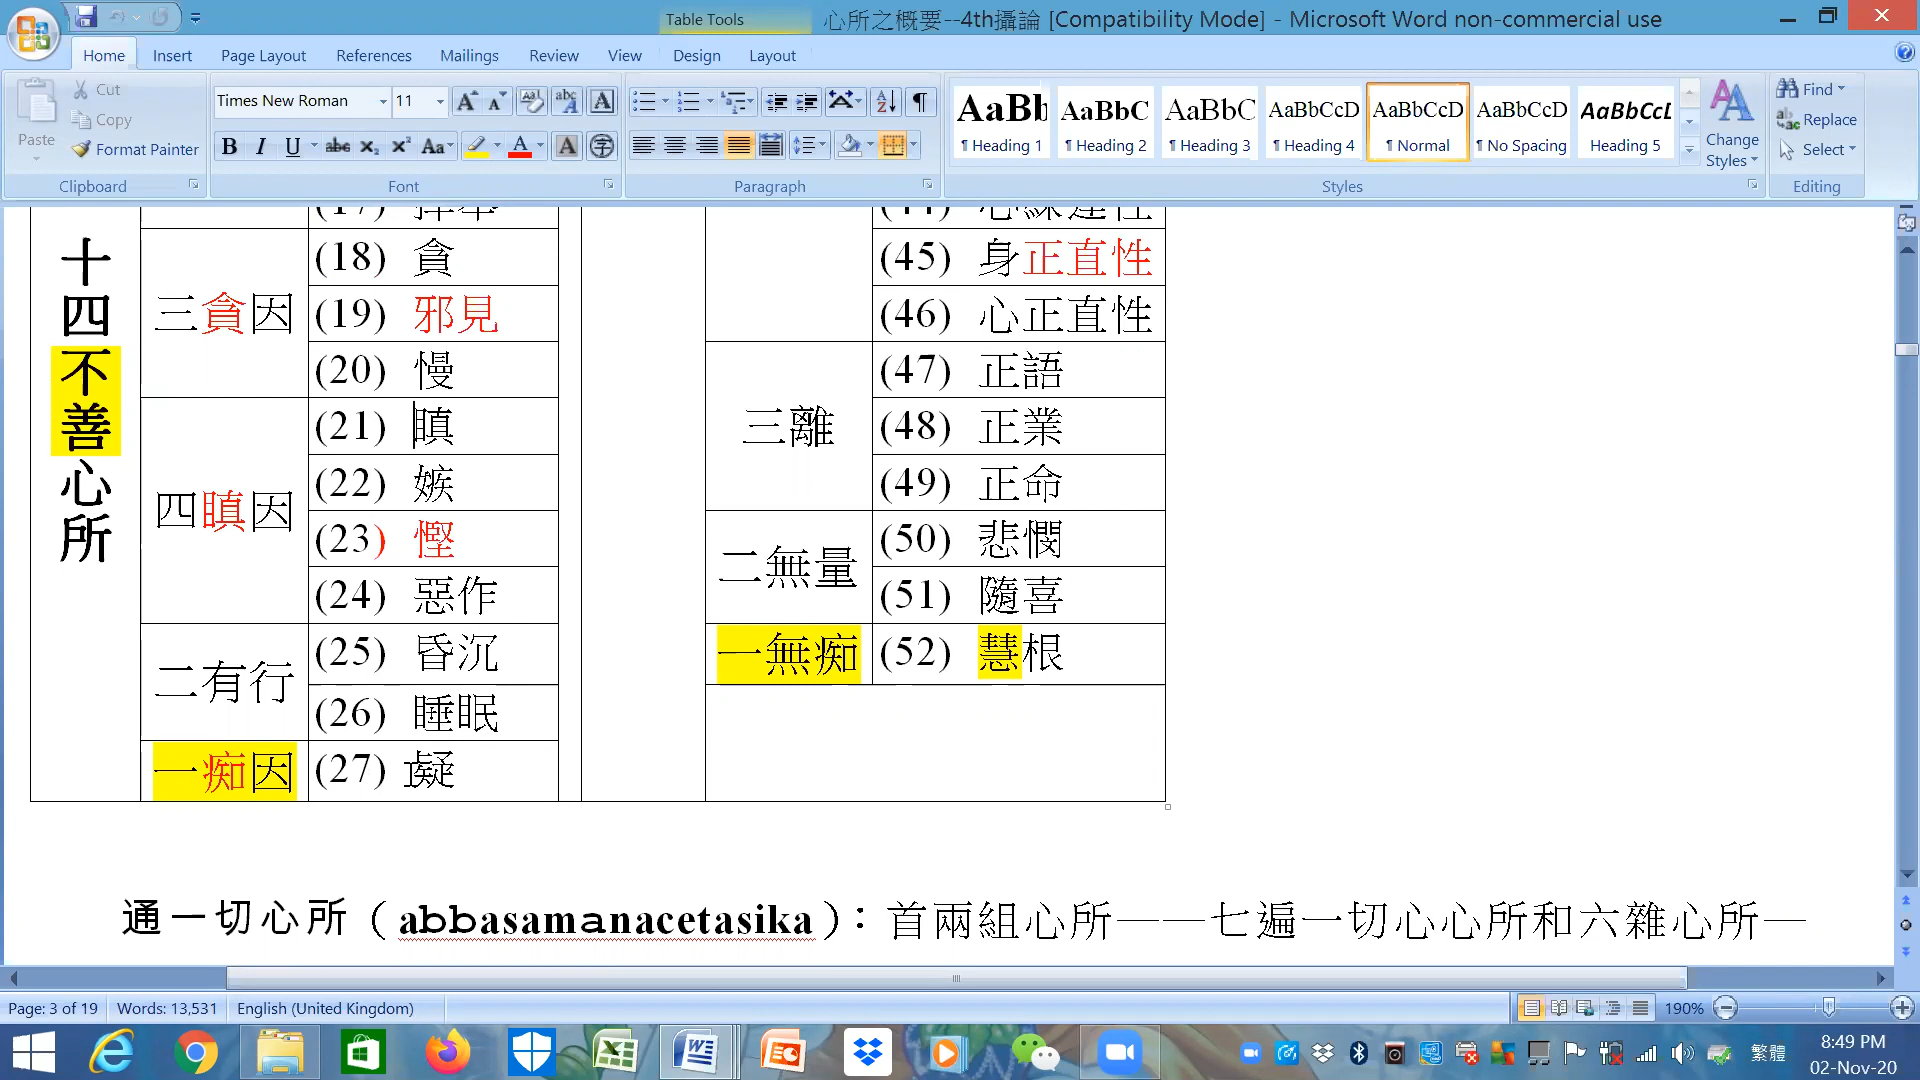 Table Tools
心所之概要--4th攝論 [Compatibility Mode] - Microsoft Word non-commercial use
Home Insert Page Layout References Mailings Review View Design Layout
Cut
Copy
Paste
Format Painter
Times New Roman 11
AaBb AaBbC AaBbC AaBbCcD AaBbCcD AaBbCcD AaBbCcL
¶ Heading 1 ¶ Heading 2 ¶ Heading 3 ¶ Heading 4 ¶ Normal ¶ No Spacing Heading 5
Change Styles
Find
Replace
Select
Clipboard Font Paragraph Styles Editing
十四不善心所
三貪因
(18) 貪
(19) 邪見
(20) 慢
四瞋因
(21) 瞋
(22) 嫉
(23) 慳
(24) 惡作
二有行
(25) 昏沉
(26) 睡眠
一痴因
(27) 癡
(45) 身正直性
(46) 心正直性
三離
(47) 正語
(48) 正業
(49) 正命
二無量
(50) 悲憫
(51) 隨喜
一無痴
(52) 慧根
通一切心所（abbasamanacetasika）：首兩組心所——七遍一切心心所和六雜心所—
Page: 3 of 19 Words: 13,531 English (United Kingdom) 190%
繁體
8:49 PM
02-Nov-20